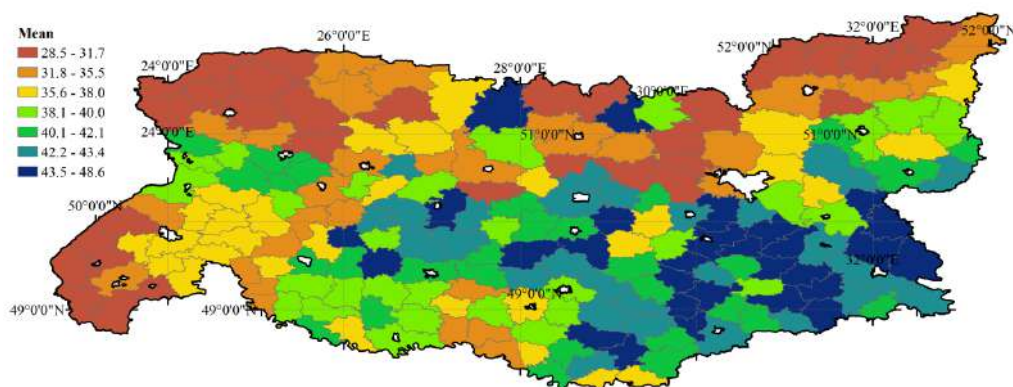 Mean
28.5 - 31.7
31.8 - 35.5
35.6 - 38.0
38.1 - 40.0
40.1 - 42.1
42.2 - 43.4
43.5 - 48.6
26°0'0"E
32°0'0"E
52°0'0"N
52°0'0"N
24°0'0"E
28°0'0"E
30°0'0"E
24°0'0"E
51°0'0"N
51°0'0"N
50°0'0"N
32°0'0"E
49°0'0"N
49°0'0"N
49°0'0"N